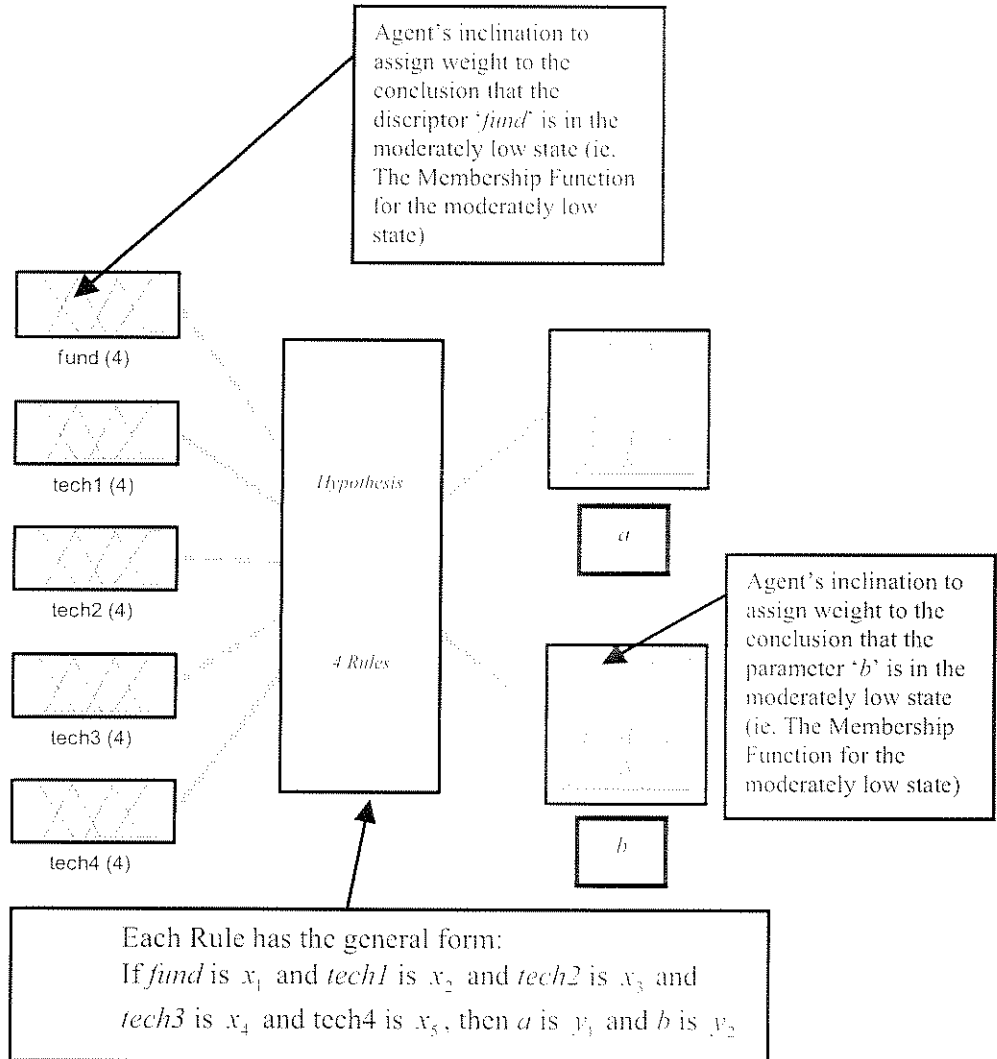 Agent's inclination to
assign weight to the
conclusion that the
discriptor 'fund' is in the
moderately low state (ie.
The Membership Function
for the moderately low
state)
fund (4)
tech1 (4)
tech2 (4)
tech3 (4)
tech4 (4)
Hypothesis
4 Rules
a
Agent's inclination to
assign weight to the
conclusion that the
parameter 'b' is in the
moderately low state
(ie. The Membership
Function for the
moderately low state)
b
Each Rule has the general form:
If fund is x₁ and tech1 is x₂ and tech2 is x₃ and
tech3 is x₄ and tech4 is x₅, then a is y₁ and b is y₂